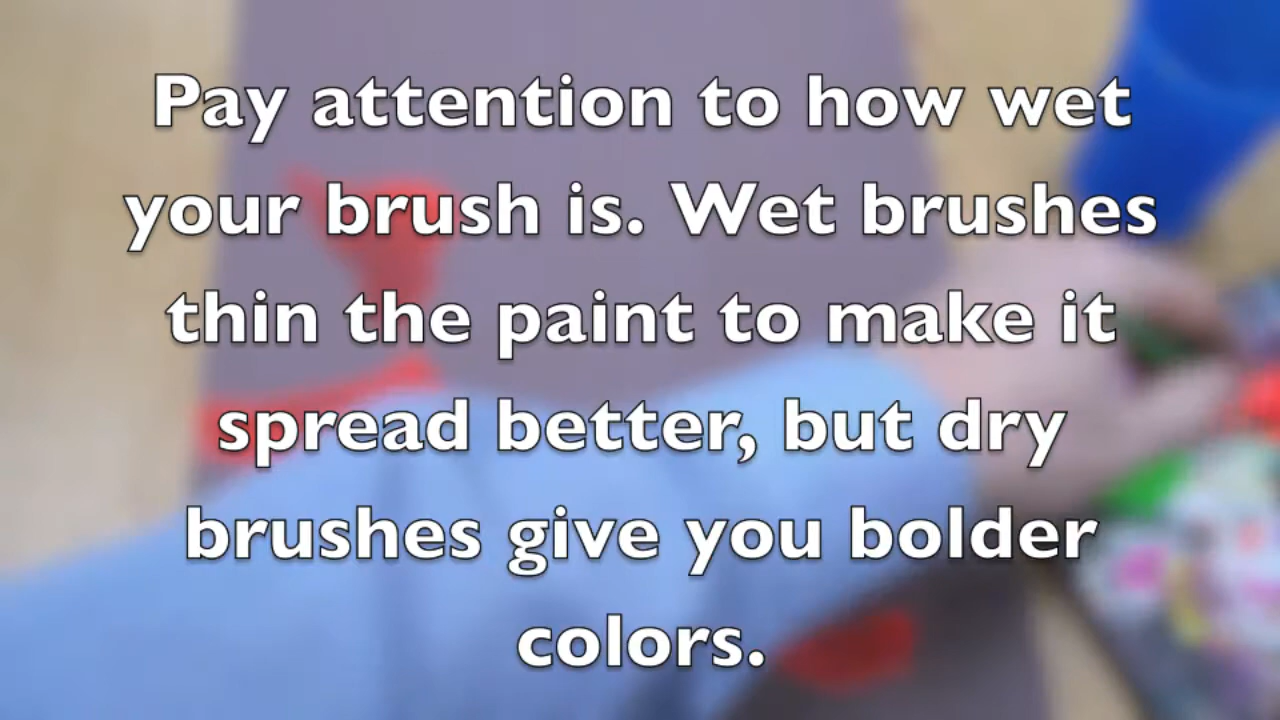 Pay attention to how wet
your brush is. Wet brushes
thin the paint to make it
spread better, but dry
brushes give you bolder
colors.